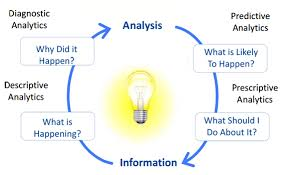 Diagnostic
Analytics
Analysis
Predictive
Analytics
Why Did it
Happen?
What is Likely
To Happen?
Descriptive
Analytics
Prescriptive
Analytics
What is
Happening?
What Should I
Do About It?
Information